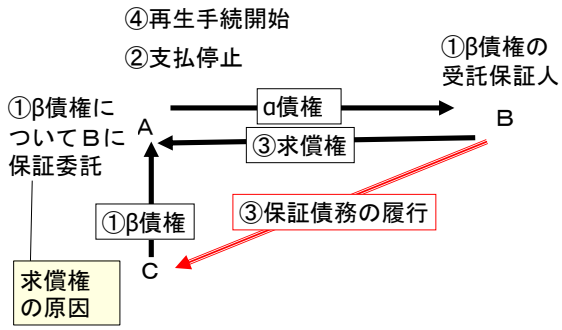 ④再生手続開始
②支払停止
①β債権の
受託保証人
①β債権に
ついてＢに
保証委託
A
α債権
B
③求償権
①β債権
③保証債務の履行
C
求償権
の原因